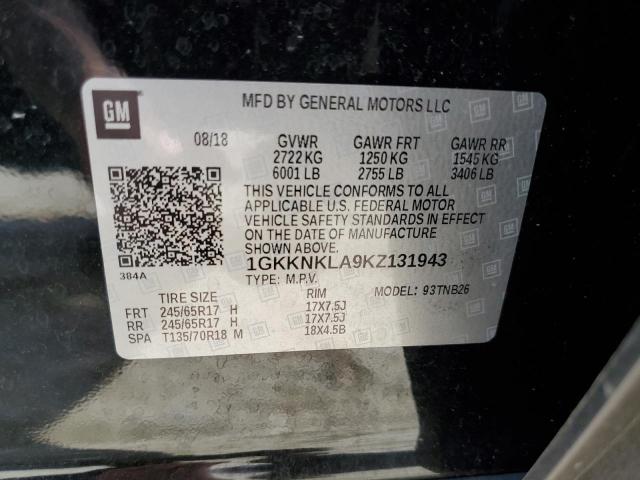 GM
MFD BY GENERAL MOTORS LLC
08/18 GVWR GAWR FRT GAWR RR
2722 KG 1250 KG 1545 KG
6001 LB 2755 LB 3406 LB
THIS VEHICLE CONFORMS TO ALL
APPLICABLE U.S. FEDERAL MOTOR
VEHICLE SAFETY STANDARDS IN EFFECT
ON THE DATE OF MANUFACTURE
SHOWN ABOVE.
1GKKNKLA9KZ131943
384A TYPE: M.P.V. MODEL: 93TNB26
TIRE SIZE RIM
FRT 245/65R17 H 17X7.5J
RR 245/65R17 H 17X7.5J
SPA T135/70R18 M 18X4.5B